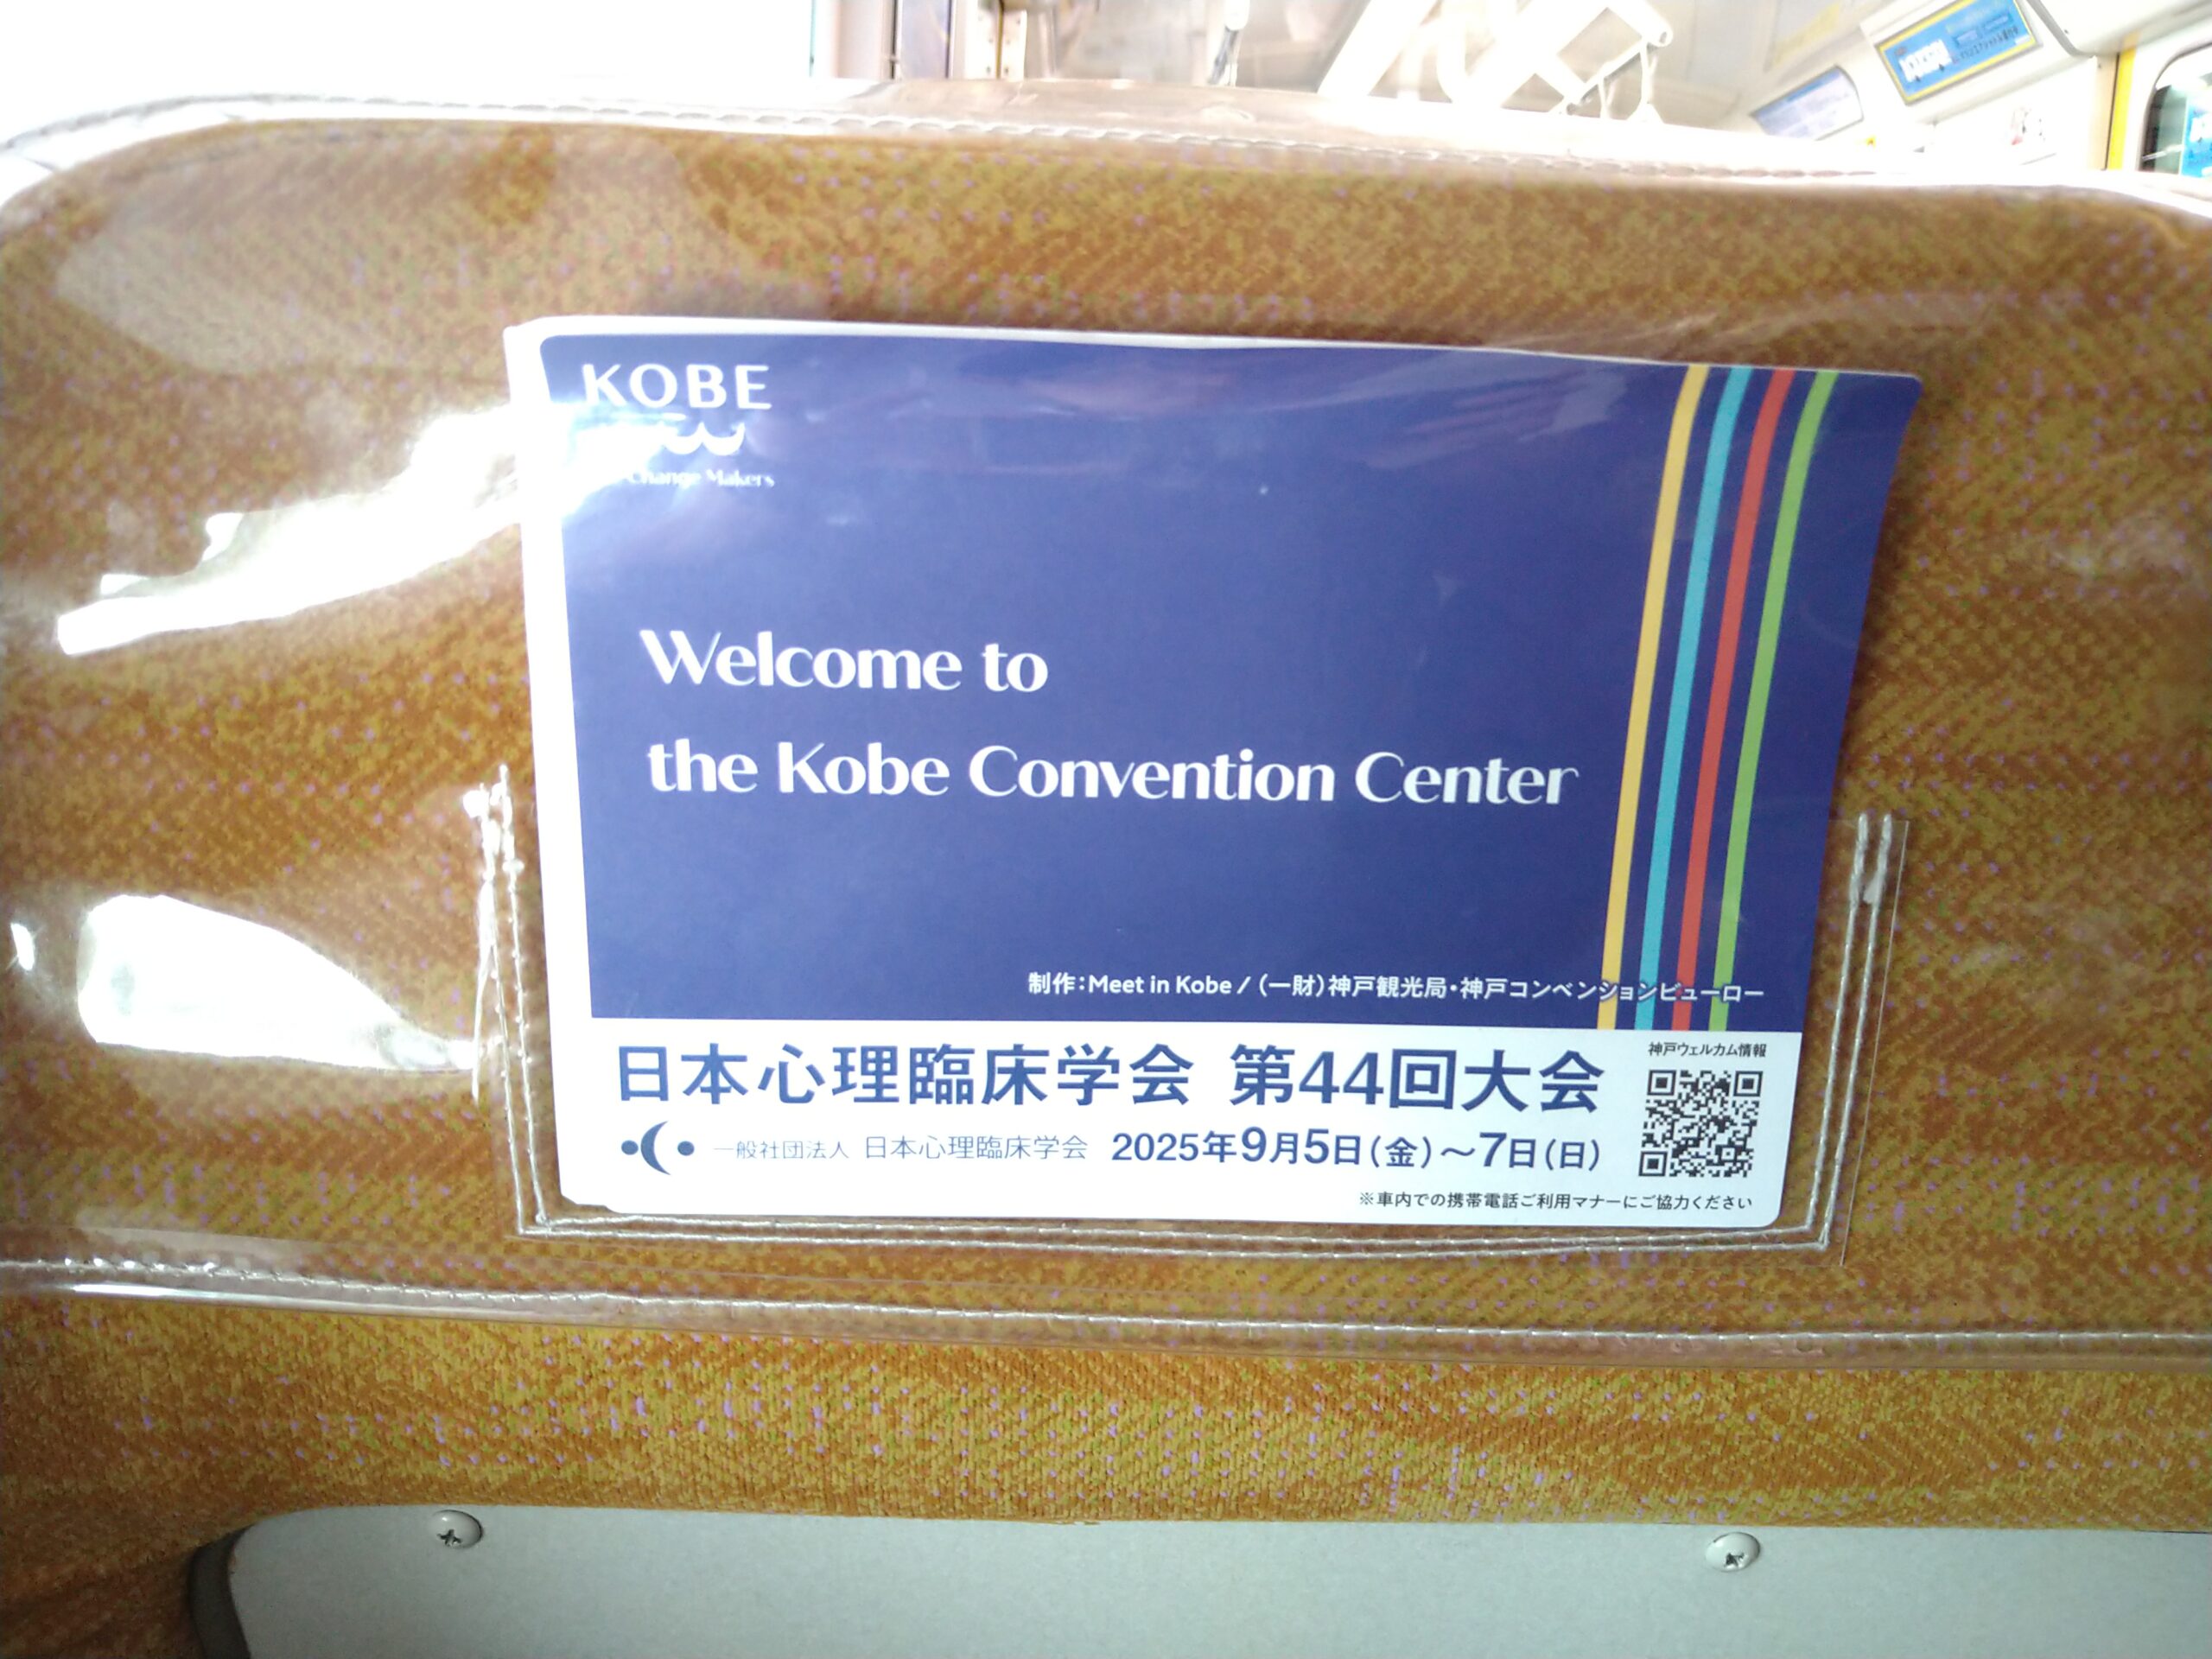 KOBE
Change Makers
Welcome to
the Kobe Convention Center
制作：Meet in Kobe /（一財）神戸観光局・神戸コンベンションビューロー
日本心理臨床学会 第44回大会
神戸ウェルカム情報
一般社団法人 日本心理臨床学会 2025年9月5日（金）～7日（日）
※車内での携帯電話ご利用マナーにご協力ください